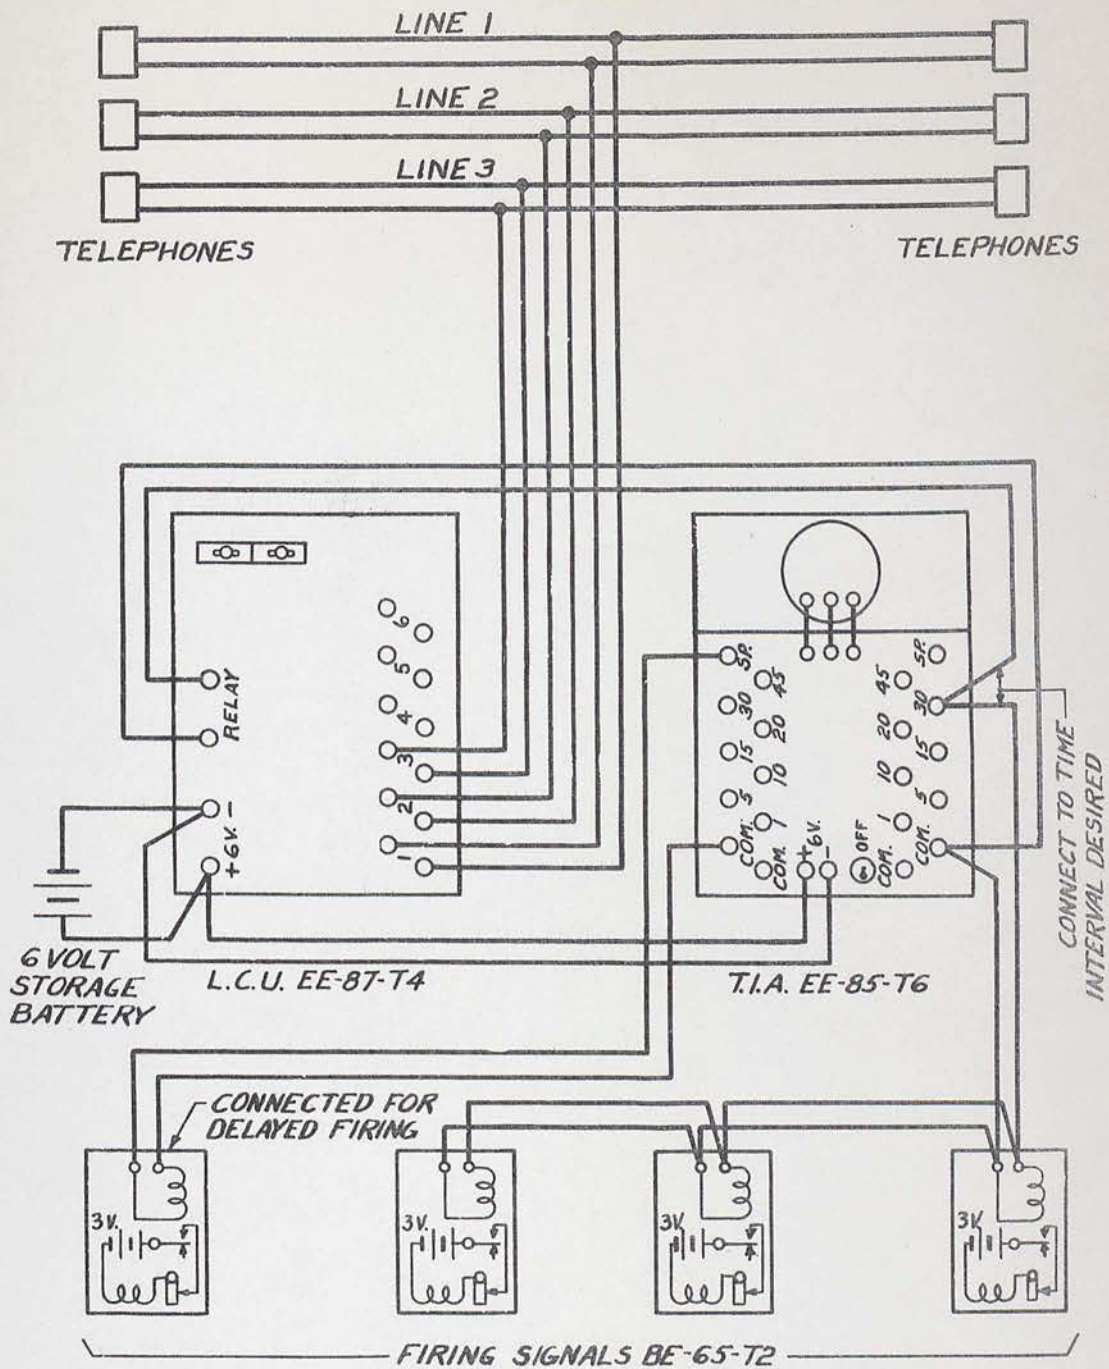 LINE 1
LINE 2
LINE 3
TELEPHONES
TELEPHONES
RELAY
6
5
4
3
2
1
-
+ 6V.
SP.
45
30
20
15
10
5
1
COM.
COM.
+
6V.
-
OFF
SP.
45
30
20
15
10
5
1
COM.
COM.
CONNECT TO TIME
INTERVAL DESIRED
6 VOLT
STORAGE
BATTERY
L.C.U. EE-87-T4
T.I.A. EE-85-T6
CONNECTED FOR
DELAYED FIRING
3V.
3V.
3V.
3V.
FIRING SIGNALS BE-65-T2